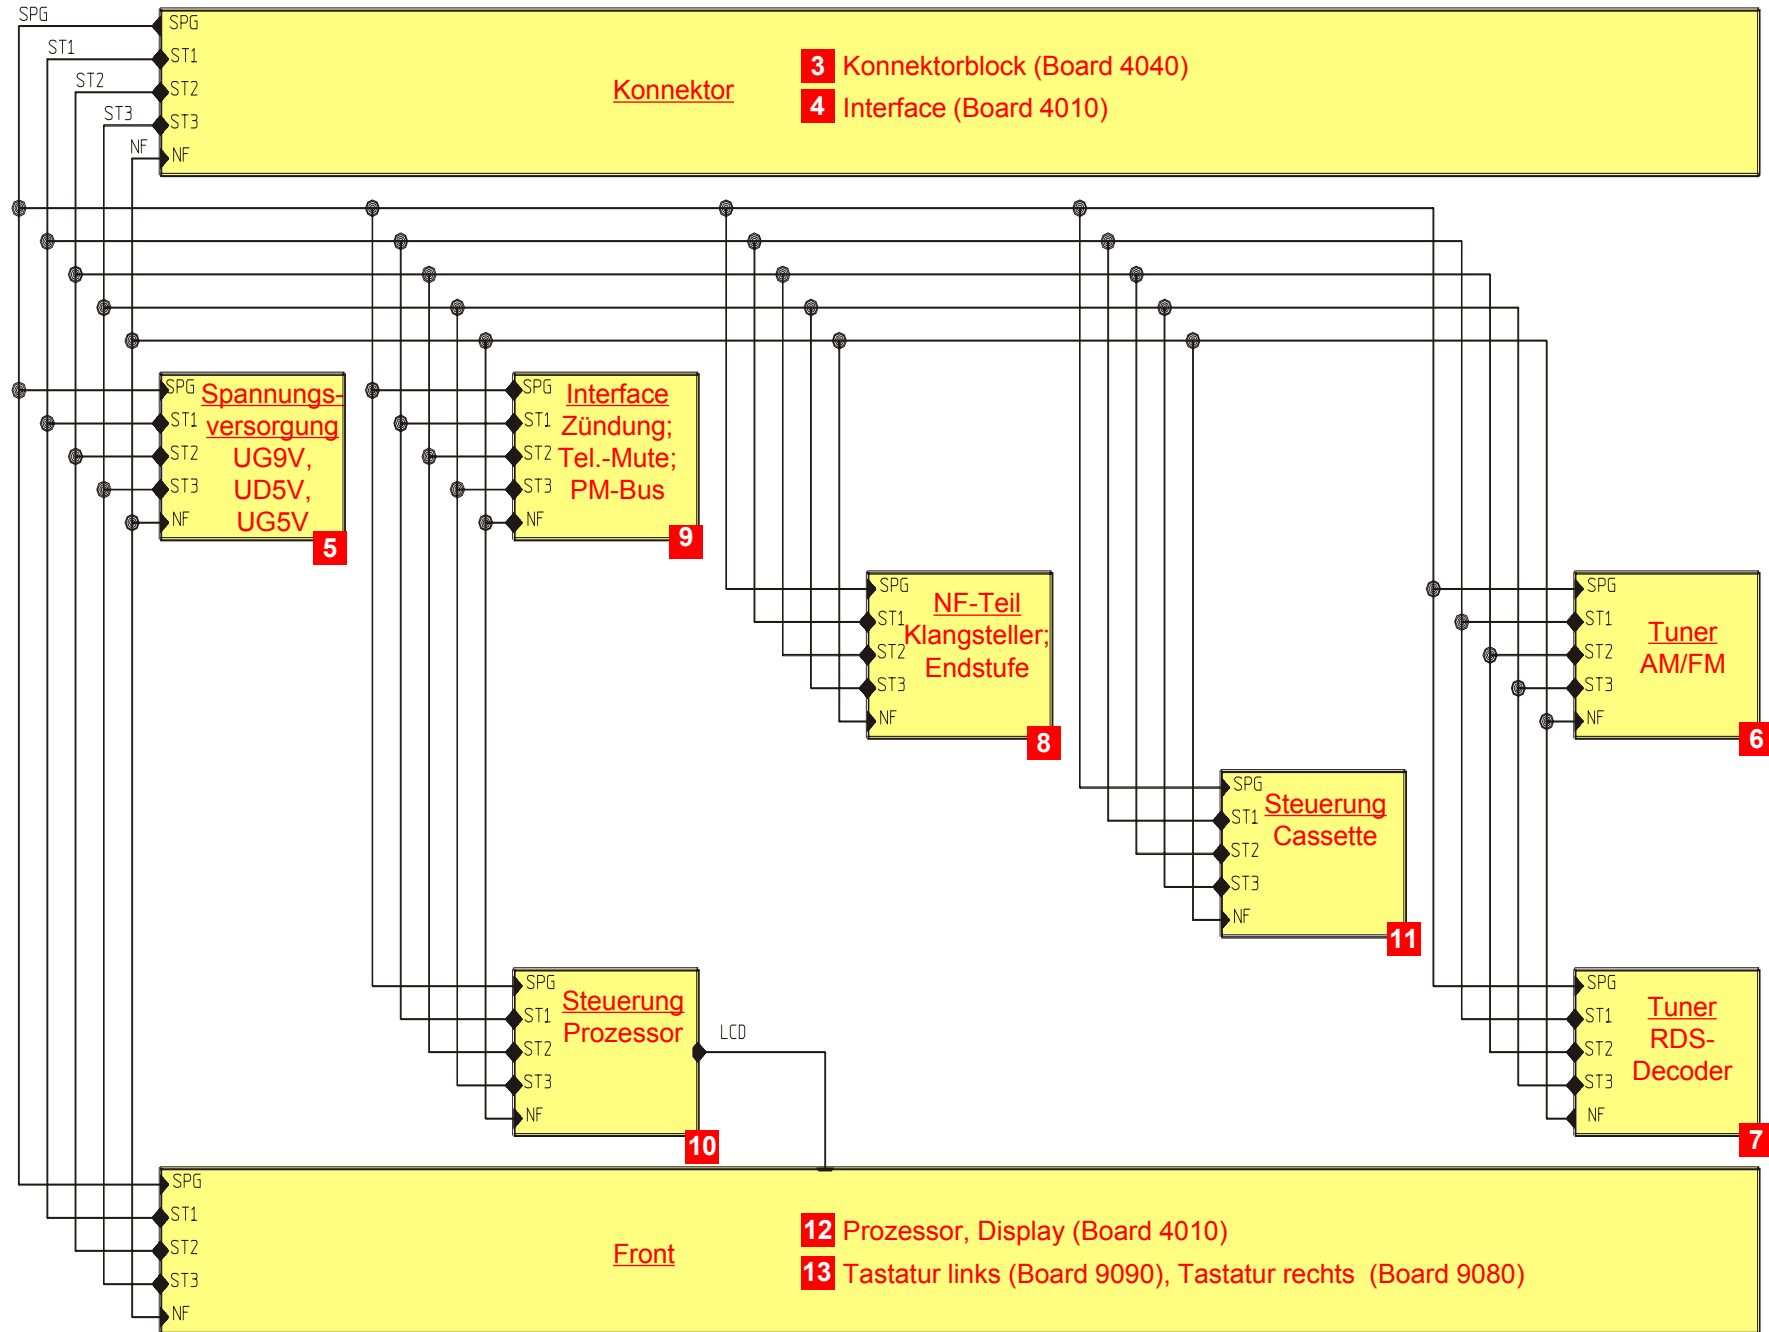 SPG
ST1
ST2
ST3
NF
SPG
ST1
ST2
ST3
NF
Konnektor
3 Konnektorblock (Board 4040)
4 Interface (Board 4010)
SPG
ST1
ST2
ST3
NF
Spannungs-
versorgung
UG9V,
UD5V,
UG5V
5
SPG
ST1
ST2
ST3
NF
Interface
Zündung;
Tel.-Mute;
PM-Bus
9
SPG
ST1
ST2
ST3
NF
NF-Teil
Klangsteller;
Endstufe
8
SPG
ST1
ST2
ST3
NF
Tuner
AM/FM
6
SPG
ST1
ST2
ST3
NF
Steuerung
Cassette
11
SPG
ST1
ST2
ST3
NF
Steuerung
Prozessor
10
LCD
SPG
ST1
ST2
ST3
NF
Tuner
RDS-
Decoder
7
SPG
ST1
ST2
ST3
NF
Front
12 Prozessor, Display (Board 4010)
13 Tastatur links (Board 9090), Tastatur rechts (Board 9080)